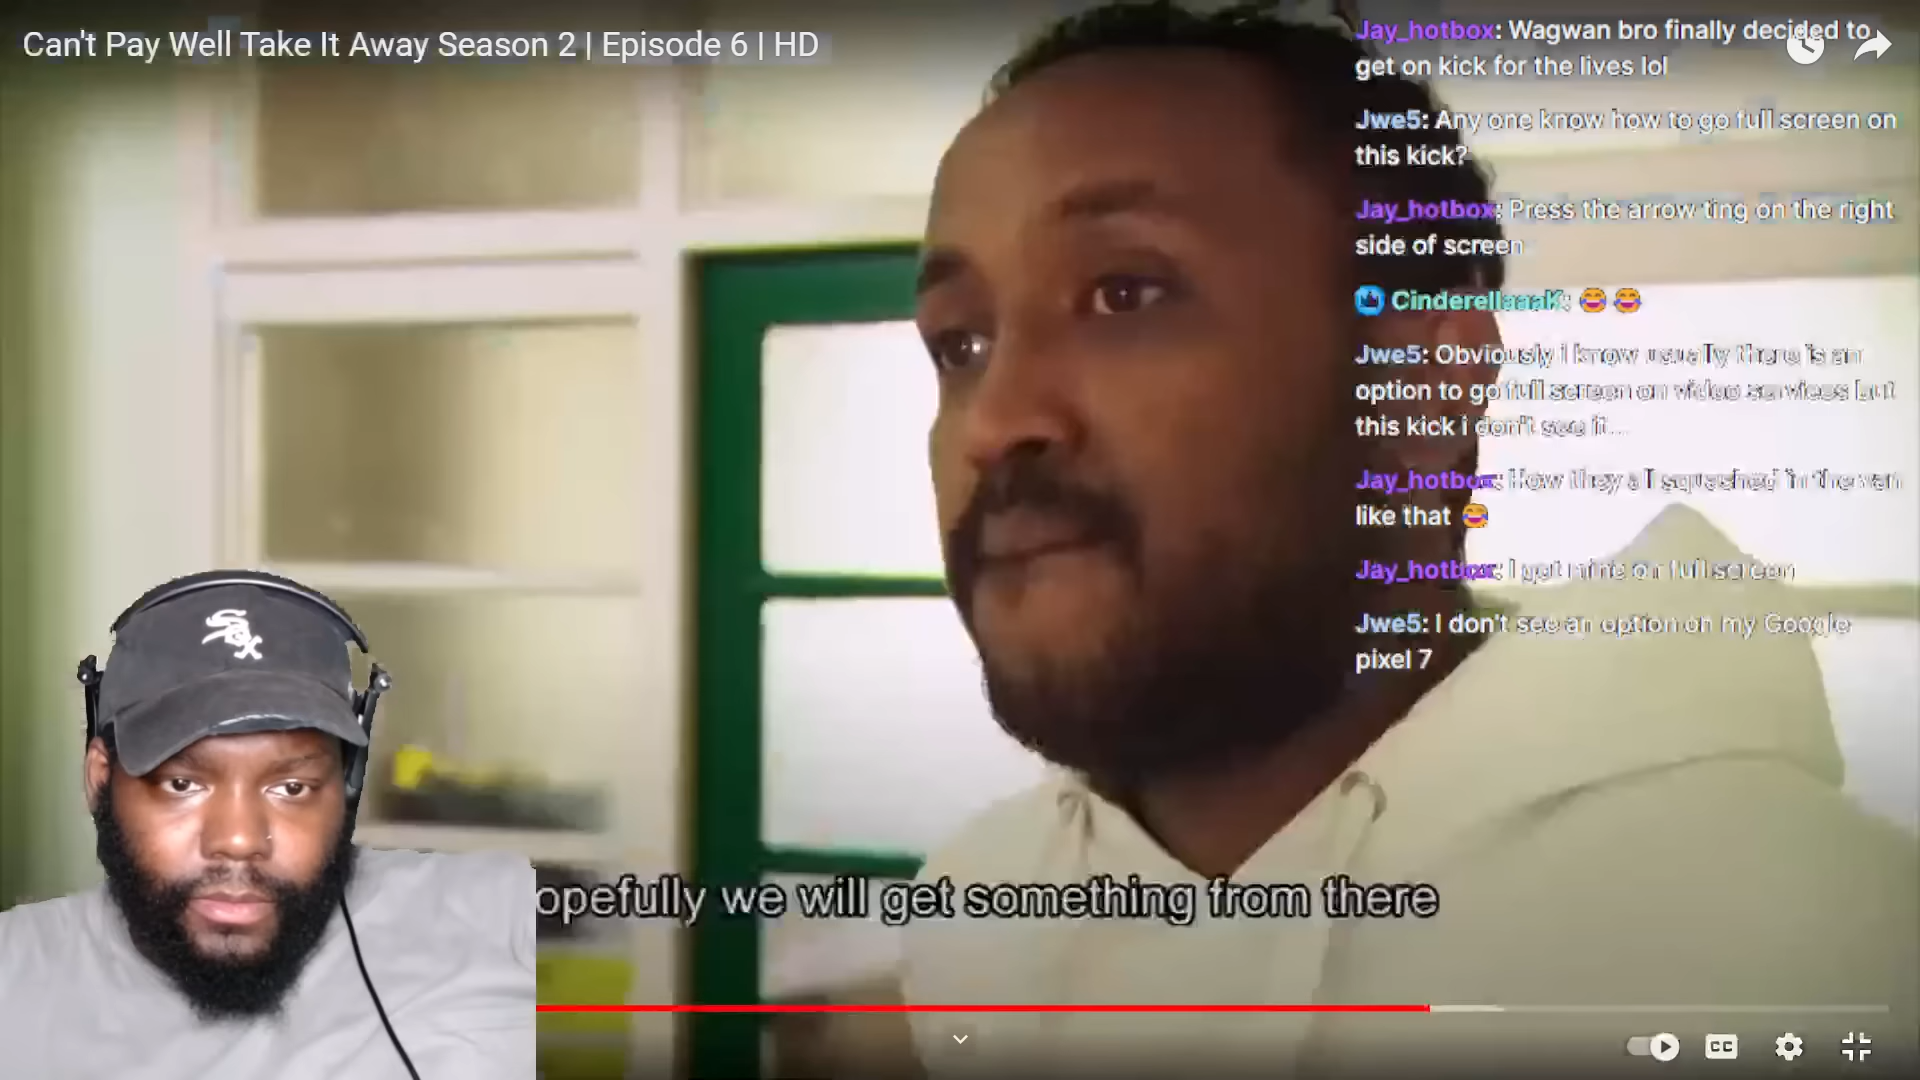 Can't Pay Well Take It Away Season 2 | Episode 6 | HD
Jay_hotbox: Wagwan bro finally decided to
get on kick for the lives lol
Jwe5: Any one know how to go full screen on
this kick?
Jay_hotbox: Press the arrow ting on the right
side of screen
CinderellaaaK: 😂 😂
Jwe5: Obviously i know usually there is an
option to go full screen on video services but
this kick i don't see it...
Jay_hotbox: How they all squashed in the van
like that 😂
Jay_hotbox: I got mine on full screen
Jwe5: I don't see an option on my Google
pixel 7
Sox
opefully we will get something from there
CC